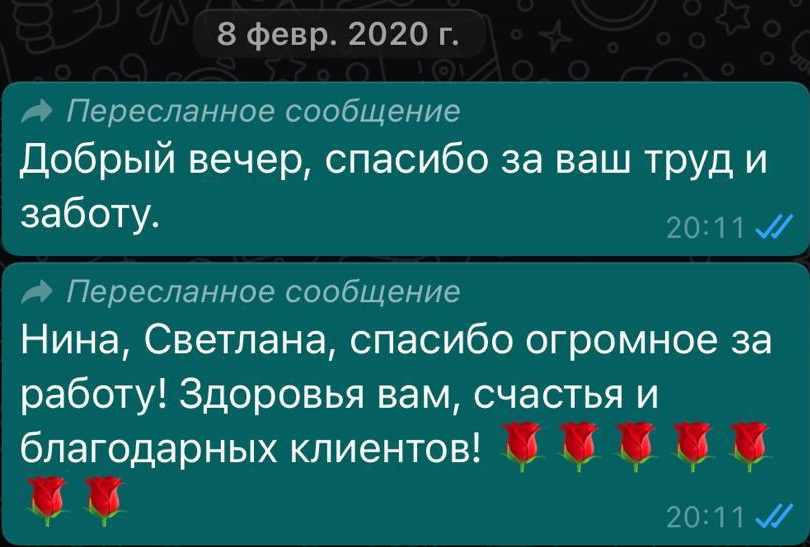 8 февр. 2020 г.
Пересланное сообщение
Добрый вечер, спасибо за ваш труд и
заботу.
20:11
Пересланное сообщение
Нина, Светлана, спасибо огромное за
работу! Здоровья вам, счастья и
благодарных клиентов! 🌹🌹🌹🌹🌹
🌹🌹
20:11